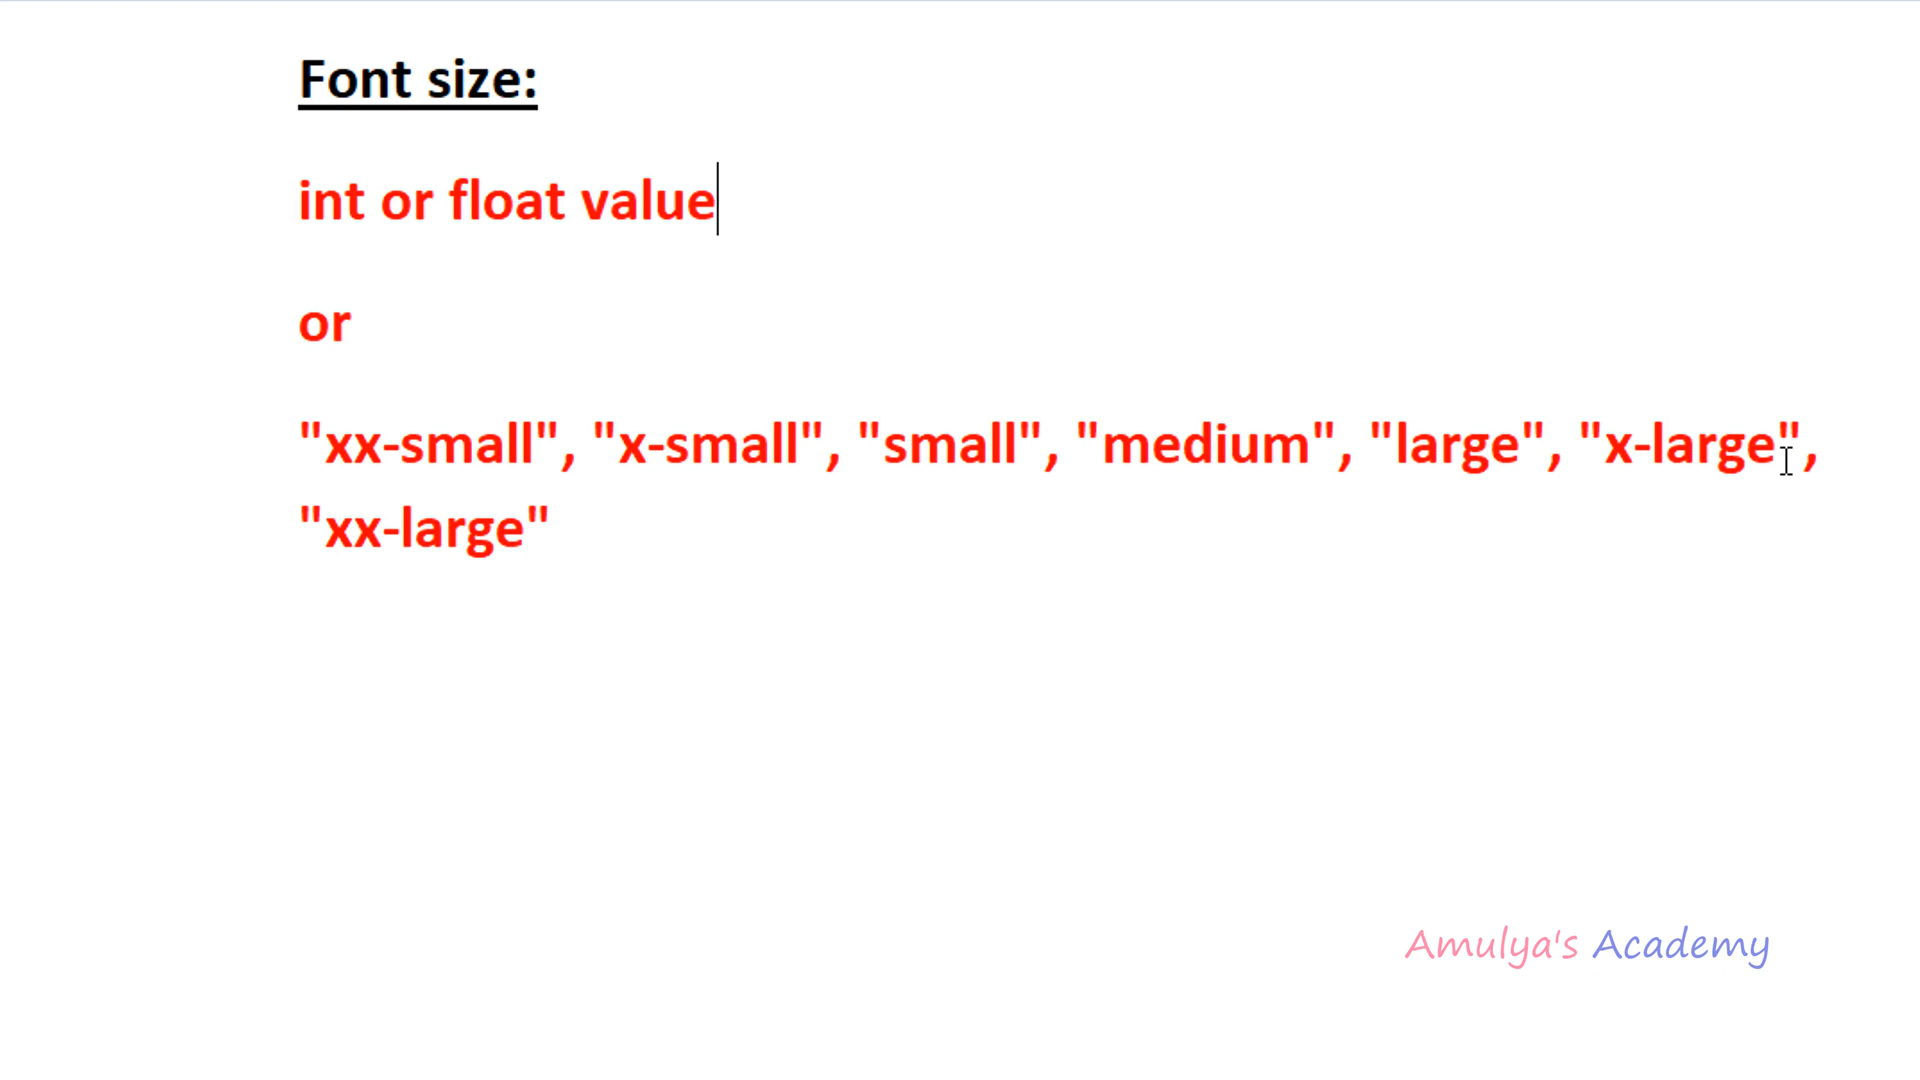 Font size:
int or float value
or
"xx-small", "x-small", "small", "medium", "large", "x-large",
"xx-large"
Amulya's Academy